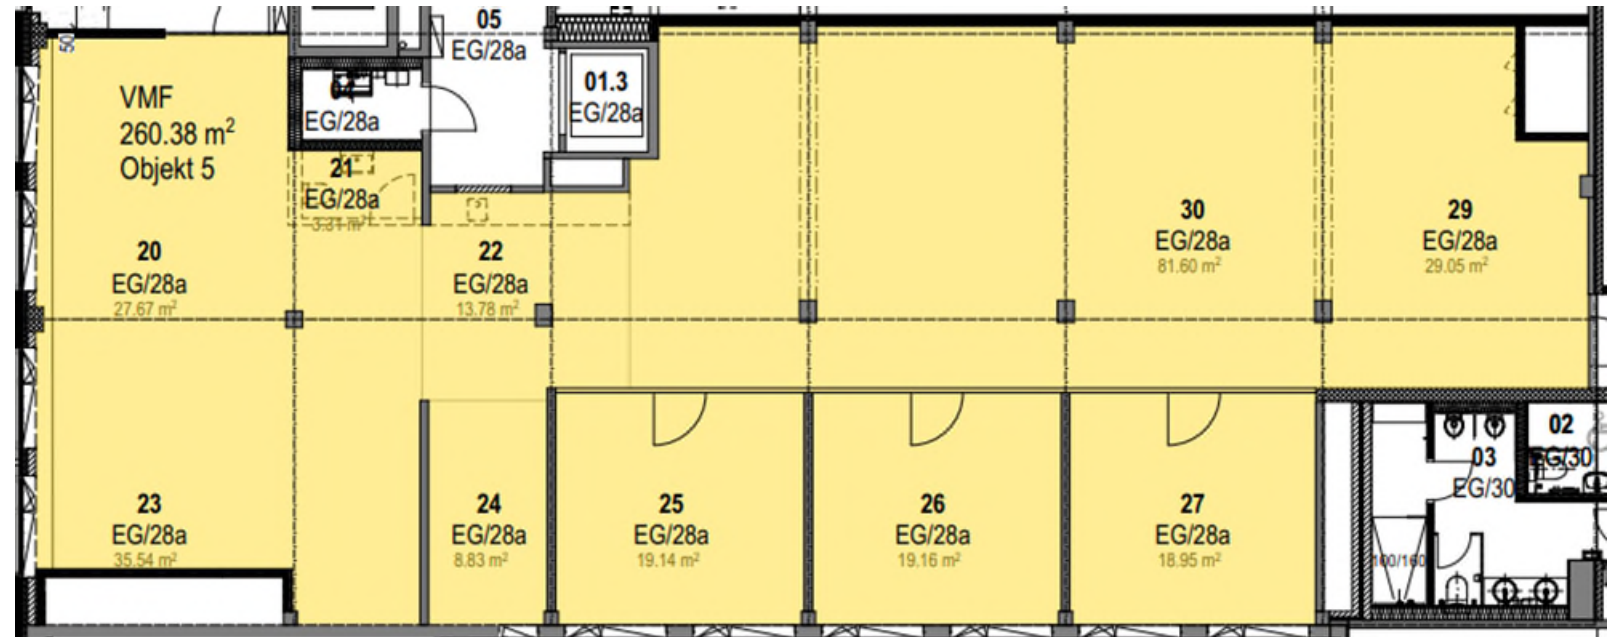 05
EG/28a
50
VMF
260.38 m²
Objekt 5
EG/28a
01.3
EG/28a
21
EG/28a
3.31 m²
20
EG/28a
27.67 m²
22
EG/28a
13.78 m²
30
EG/28a
81.60 m²
29
EG/28a
29.05 m²
23
EG/28a
35.54 m²
24
EG/28a
8.83 m²
25
EG/28a
19.14 m²
26
EG/28a
19.16 m²
27
EG/28a
18.95 m²
02
EG/30
03
EG/30
100/160